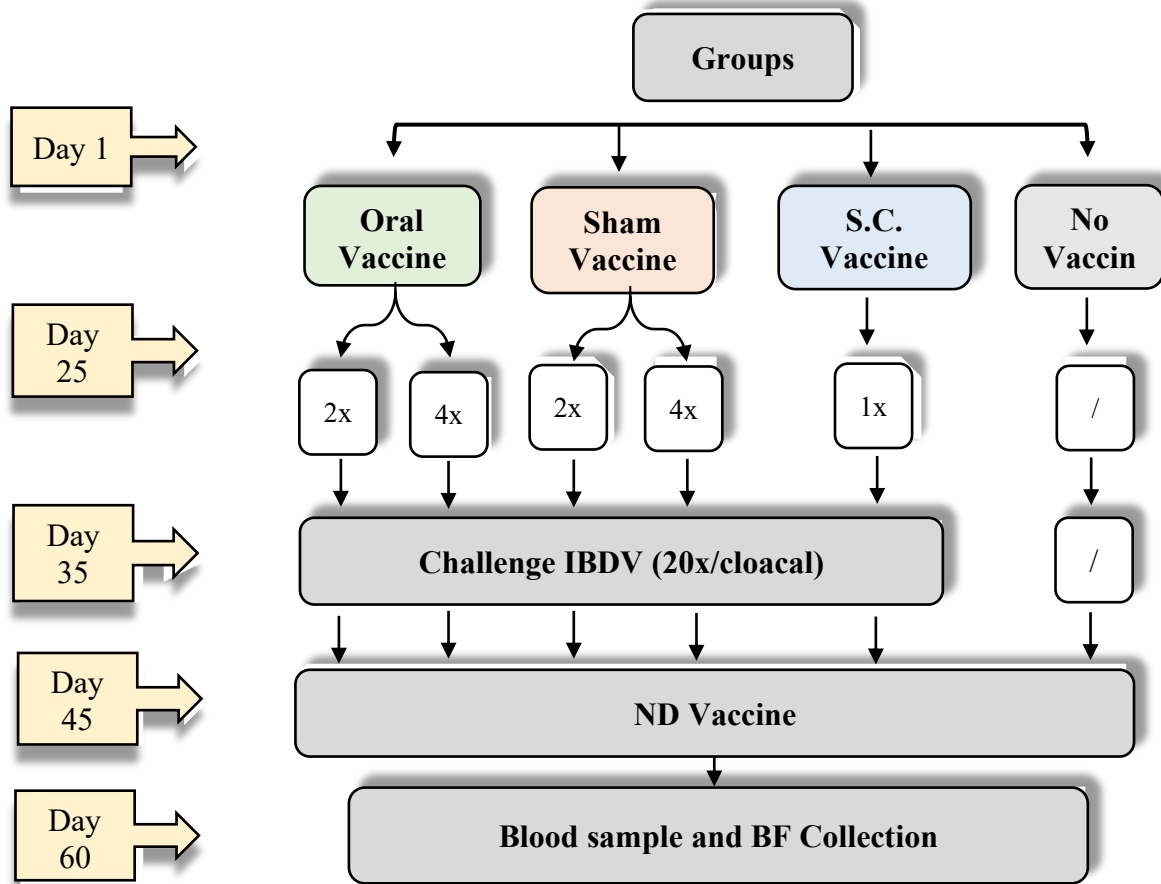 Groups
Day 1
Oral
Vaccine
Sham
Vaccine
S.C.
Vaccine
No
Vaccin
Day
25
2x
4x
2x
4x
1x
/
Day
35
Challenge IBDV (20x/cloacal)
/
Day
45
ND Vaccine
Day
60
Blood sample and BF Collection